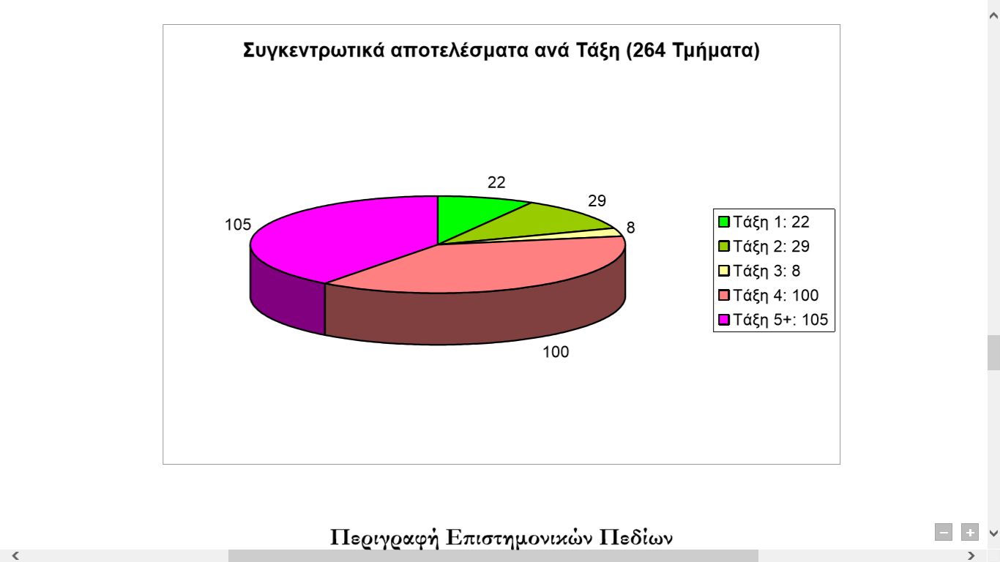 Συγκεντρωτικά αποτελέσματα ανά Τάξη (264 Τμήματα)
22
29
8
105
100
Τάξη 1: 22
Τάξη 2: 29
Τάξη 3: 8
Τάξη 4: 100
Τάξη 5+: 105
Περιγραφή Επιστημονικών Πεδίων